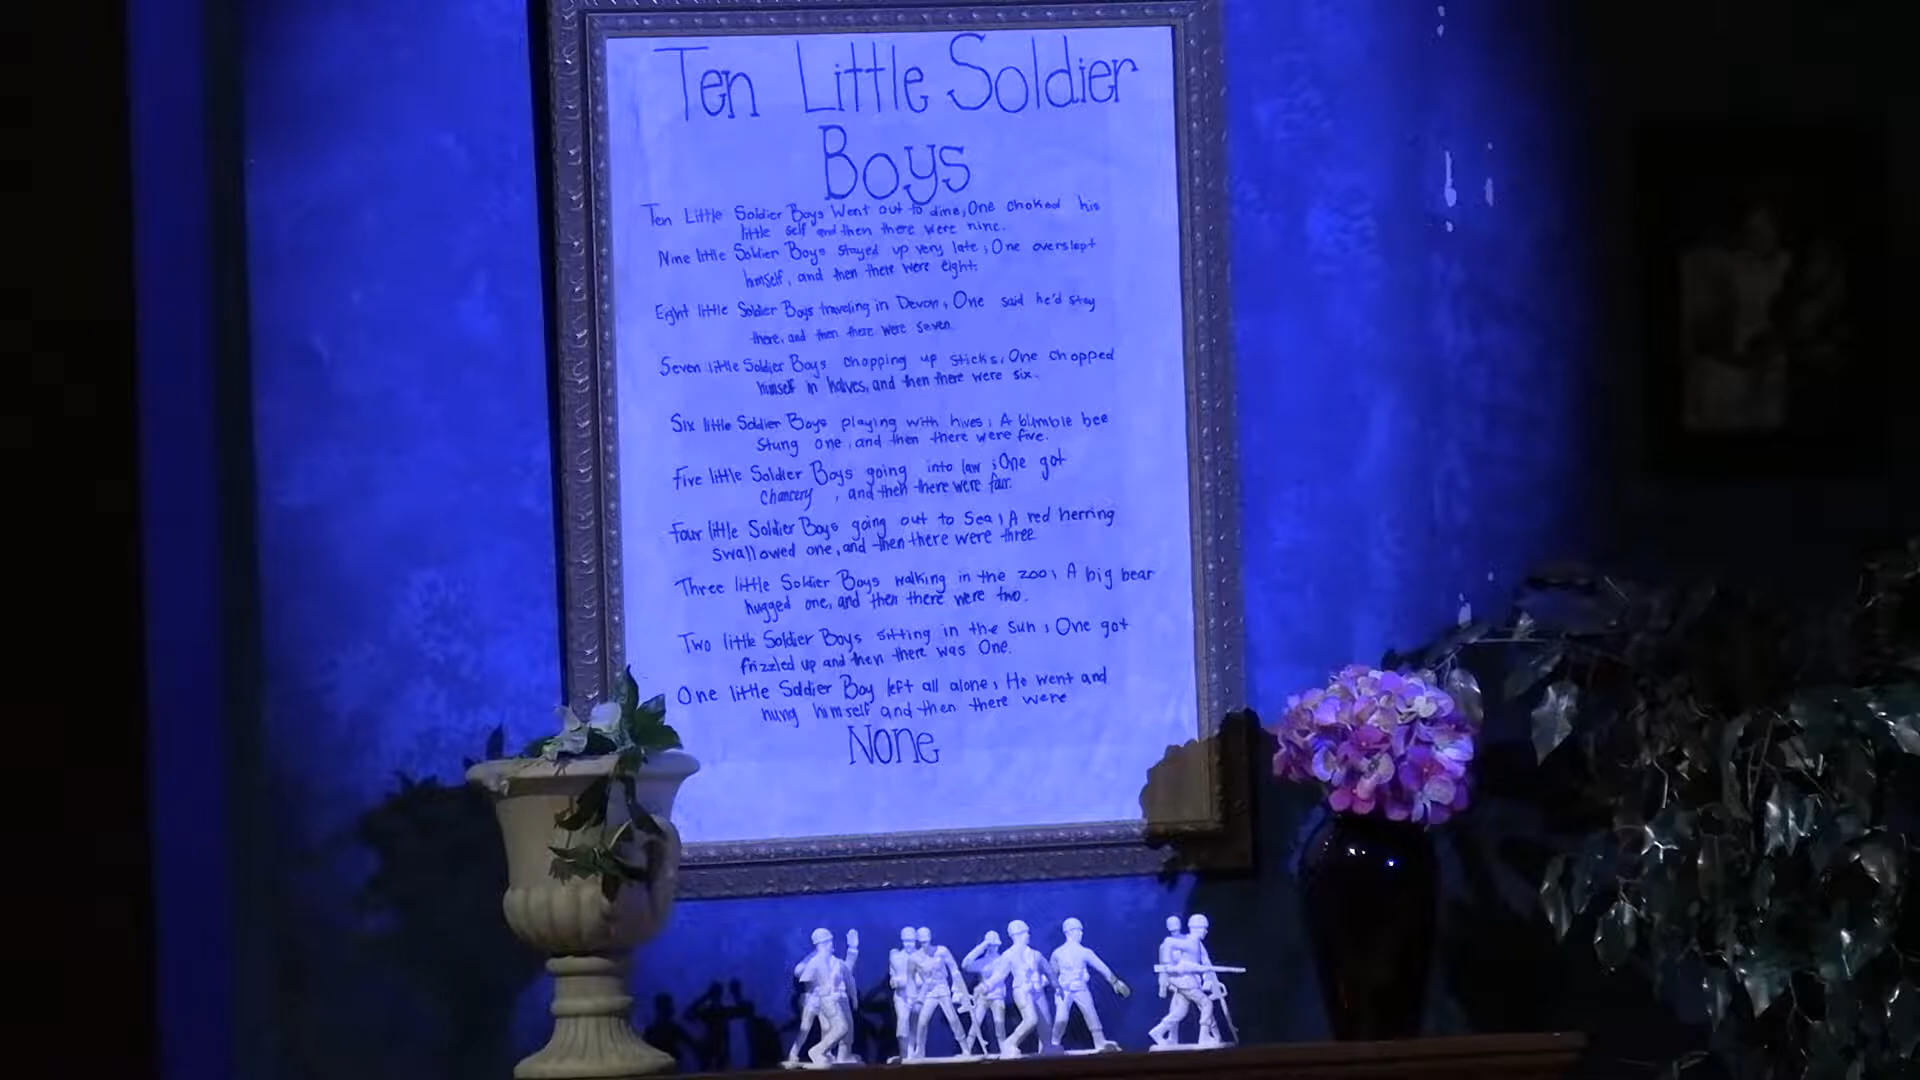 Ten Little Soldier
Boys
Ten Little Soldier Boys Went out to dine, One choked his
little self and then there were nine.
Nine little Soldier Boys stayed up very late; One overslept
himself, and then there were eight.
Eight little Soldier Boys traveling in Devon, One said he'd stay
there, and then there were seven.
Seven little Soldier Boys chopping up sticks, One chopped
himself in halves, and then there were six.
Six little Soldier Boys playing with hives; A bumble bee
stung one, and then there were five.
Five little Soldier Boys going into law; One got
Chancery, and then there were four.
Four little Soldier Boys going out to Sea, A red herring
swallowed one, and then there were three
Three little Soldier Boys walking in the zoo, A big bear
hugged one, and then there were two.
Two little Soldier Boys sitting in the sun; One got
frizzled up and then there was One.
One little Soldier Boy left all alone, He went and
hung himself and then there were
None